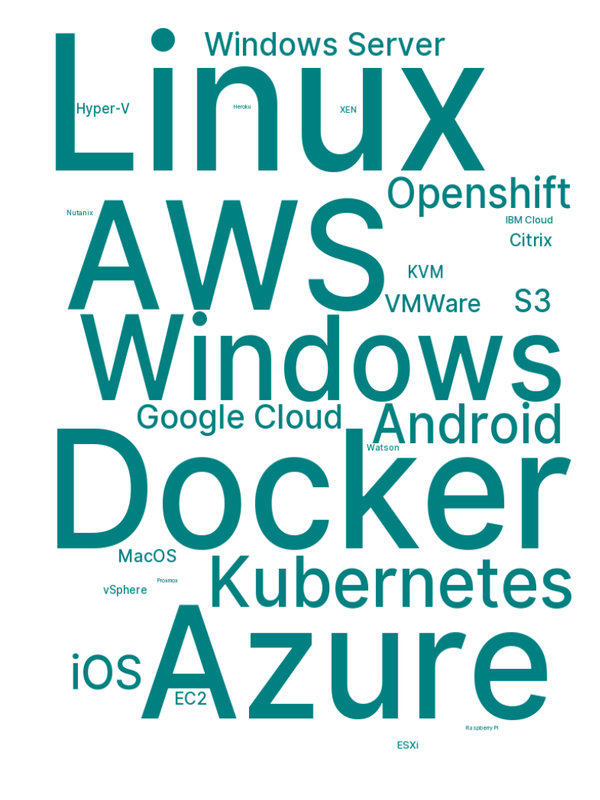 Windows Server
Linux
Hyper-V
Heroku
XEN
Openshift
Nutanix
AWS
IBM Cloud
Citrix
KVM
VMWare
S3
Windows
Google Cloud
Android
Watson
Docker
MacOS
Proxmox
vSphere
Kubernetes
iOS
Azure
EC2
Raspberry Pi
ESXi